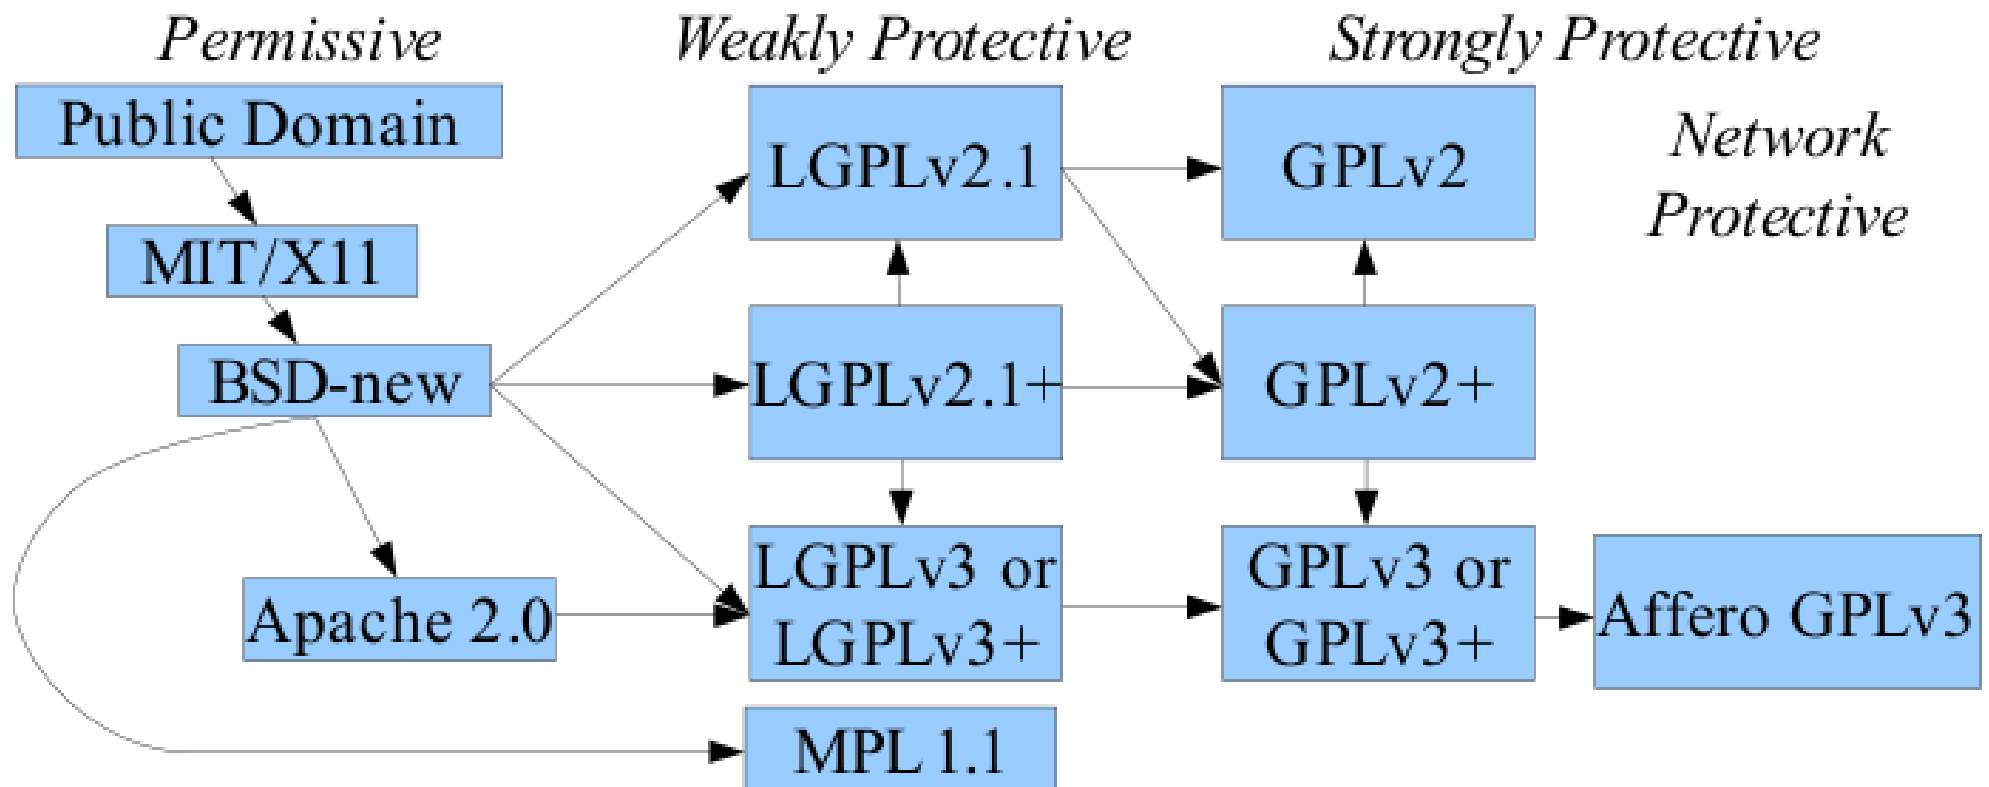 Permissive
Weakly Protective
Strongly Protective
Network
Protective
Public Domain
MIT/X11
BSD-new
Apache 2.0
LGPLv2.1
LGPLv2.1+
LGPLv3 or
LGPLv3+
MPL 1.1
GPLv2
GPLv2+
GPLv3 or
GPLv3+
Affero GPLv3